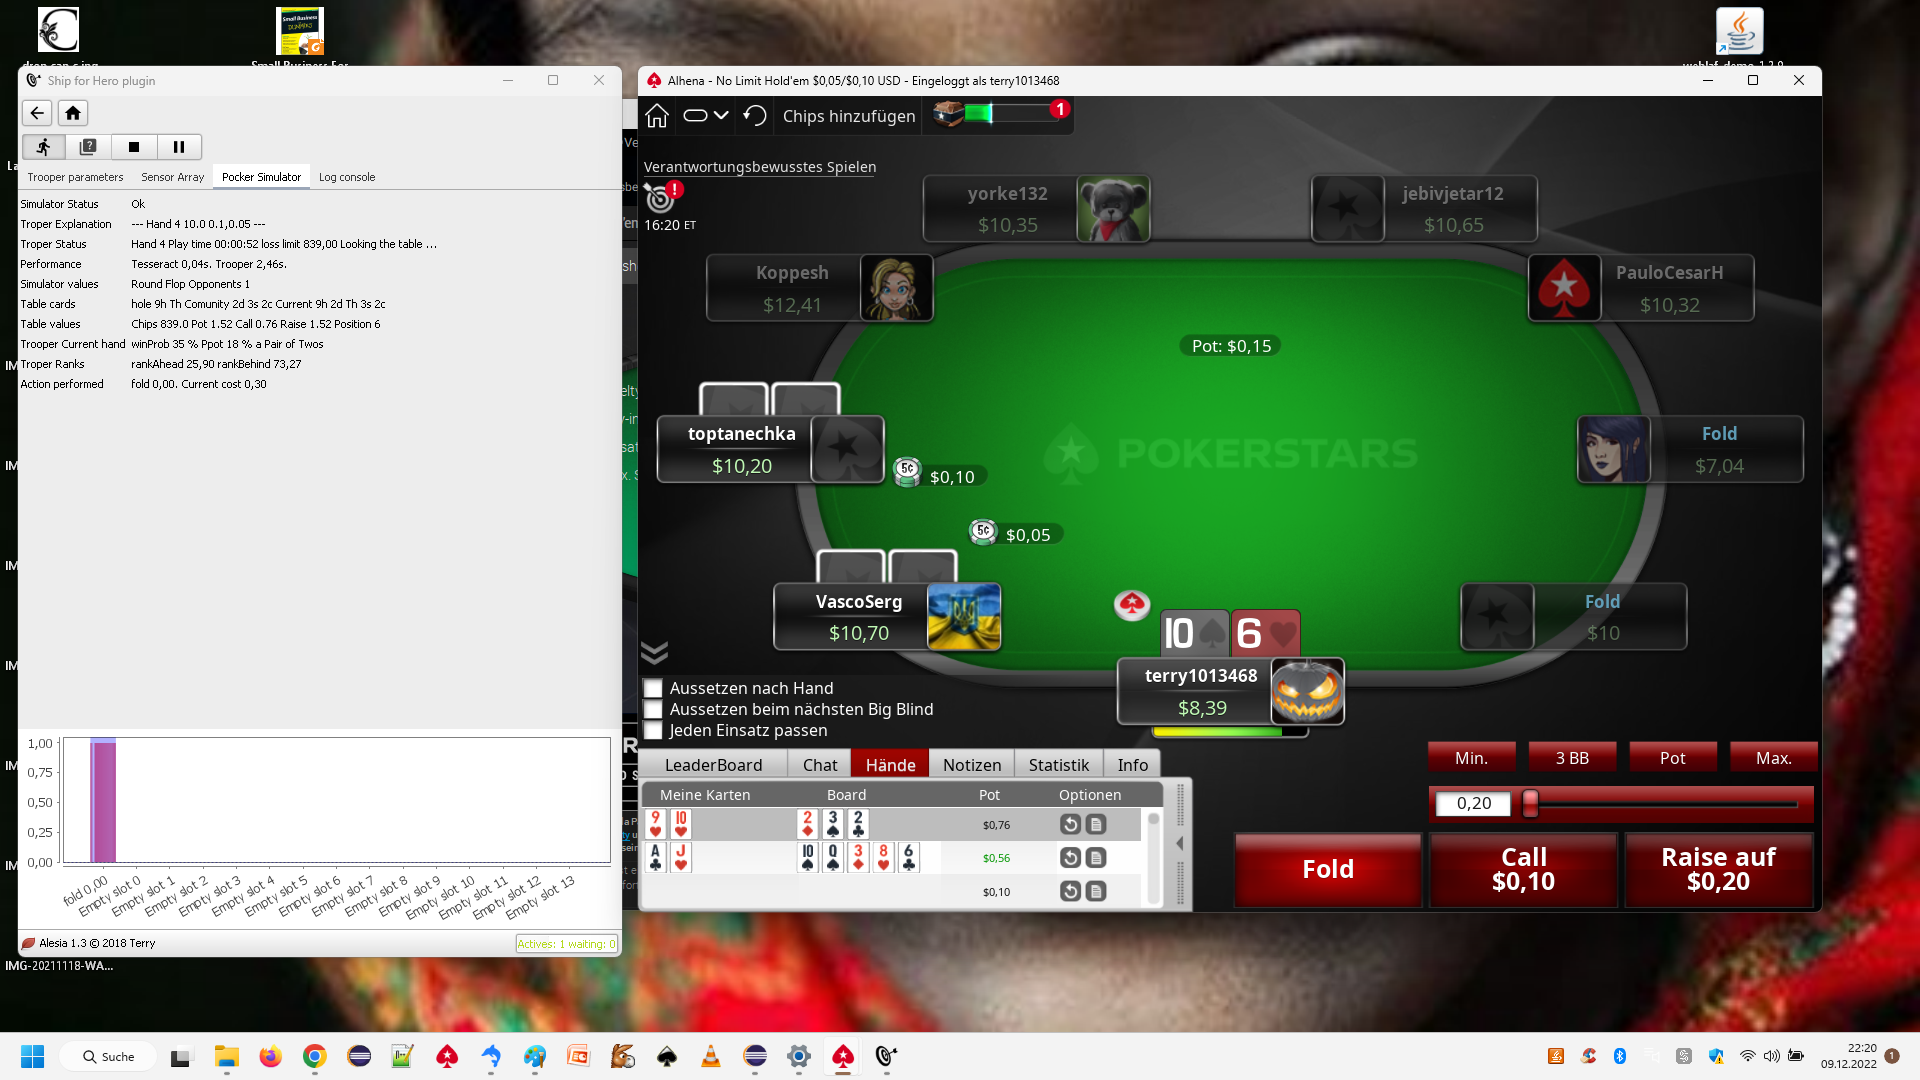 Ship for Hero plugin
Trooper parameters Sensor Array Pocker Simulator Log console
Simulator Status Ok
Troper Explanation --- Hand 4 10.0 0.1,0.05 ---
Troper Status Hand 4 Play time 00:00:52 loss limit 839,00 Looking the table ...
Performance Tesseract 0,04s. Trooper 2,46s.
Simulator values Round Flop Opponents 1
Table cards hole 9h Th Comunity 2d 3s 2c Current 9h 2d Th 3s 2c
Table values Chips 839.0 Pot 1.52 Call 0.76 Raise 1.52 Position 6
Trooper Current hand winProb 35 % Ppot 18 % a Pair of Twos
Troper Ranks rankAhead 25,90 rankBehind 73,27
Action performed fold 0,00. Current cost 0,30
1,00
0,75
0,50
0,25
0,00
fold 0,00 Empty slot 0 Empty slot 1 Empty slot 2 Empty slot 3 Empty slot 4 Empty slot 5 Empty slot 6 Empty slot 7 Empty slot 8 Empty slot 9 Empty slot 10 Empty slot 11 Empty slot 12 Empty slot 13
Alesia 1.3 © 2018 Terry
Actives: 1 waiting: 0
IMG-20211118-WA...
Alhena - No Limit Hold'em $0,05/$0,10 USD - Eingeloggt als terry1013468
Chips hinzufügen
1
Verantwortungsbewusstes Spielen
16:20 ET
yorke132
$10,35
jebivjetar12
$10,65
Koppesh
$12,41
PauloCesarH
$10,32
Pot: $0,15
toptanechka
$10,20
5¢ $0,10
POKERSTARS
Fold
$7,04
5¢ $0,05
VascoSerg
$10,70
10 6
terry1013468
$8,39
Fold
$10
Aussetzen nach Hand
Aussetzen beim nächsten Big Blind
Jeden Einsatz passen
LeaderBoard Chat Hände Notizen Statistik Info
Meine Karten Board Pot Optionen
9 10 2 3 2 $0,76
A J 10 Q 3 8 6 $0,56
$0,10
Min. 3 BB Pot Max.
0,20
Fold
Call
$0,10
Raise auf
$0,20
Suche
22:20
09.12.2022
1